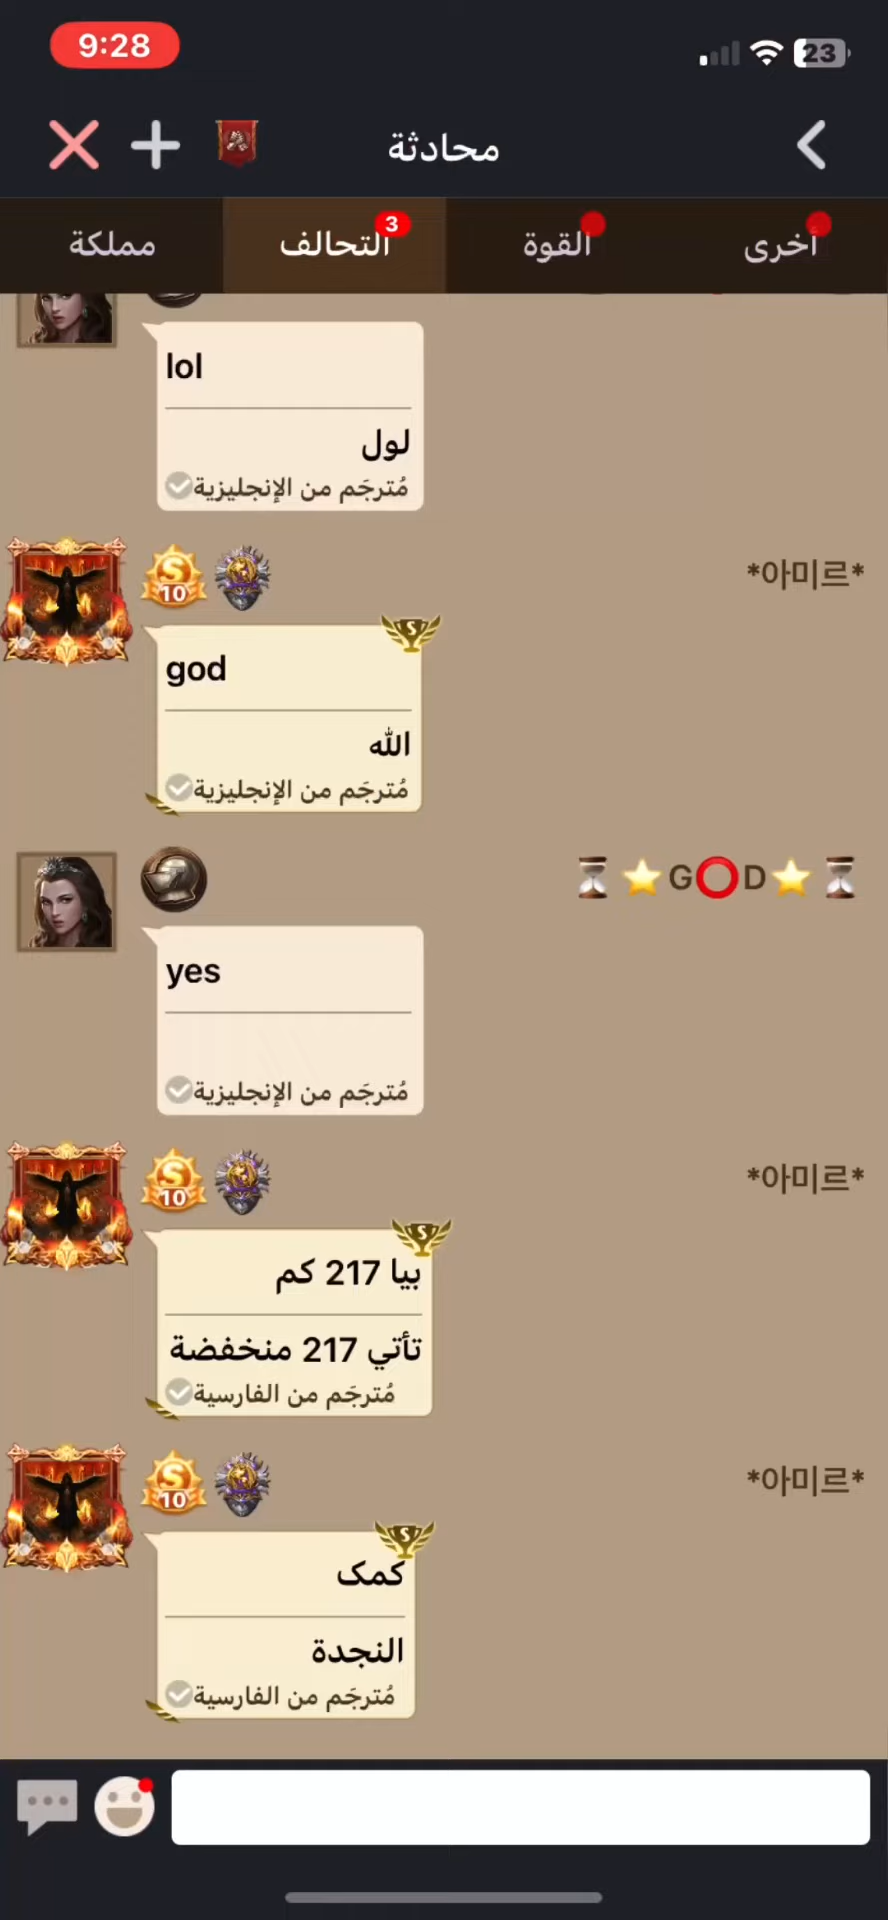 9:28
23
محادثة
أخرى
القوة
التحالف
3
مملكة
lol
لول
مُترجَم من الإنجليزية
*아미르*
S
10
S
god
الله
مُترجَم من الإنجليزية
⏳⭐G⭕D⭐⏳
yes
مُترجَم من الإنجليزية
*아미르*
S
10
S
بیا 217 کم
تأتي 217 منخفضة
مُترجَم من الفارسية
*아미르*
S
10
S
کمک
النجدة
مُترجَم من الفارسية